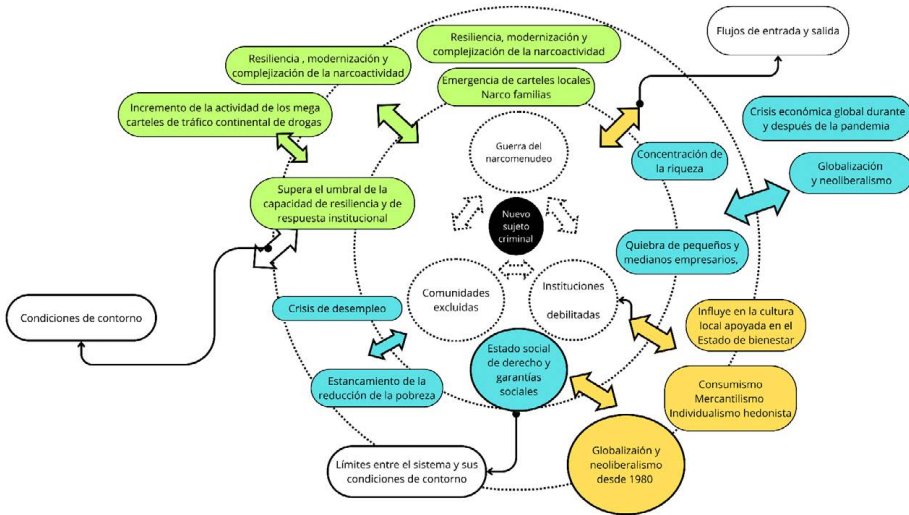 Resiliencia, modernización y
complejización de la narcoactividad
Flujos de entrada y salida
Resiliencia , modernización y
complejización de la narcoactividad
Emergencia de carteles locales
Narco familias
Incremento de la actividad de los mega
carteles de tráfico continental de drogas
Crisis económica global durante
y después de la pandemia
Guerra del
narcomenudeo
Concentración de
la riqueza
Globalización
y neoliberalismo
Supera el umbral de la
capacidad de resiliencia y de
respuesta institucional
Nuevo
sujeto
criminal
Quiebra de pequeños y
medianos empresarios,
Condiciones de contorno
Crisis de desempleo
Comunidades
excluidas
Instituciones
debilitadas
Influye en la cultura
local apoyada en el
Estado de bienestar
Estado social
de derecho y
garantías
sociales
Estancamiento de la
reducción de la pobreza
Consumismo
Mercantilismo
Individualismo hedonista
Límites entre el sistema y sus
condiciones de contorno
Globalizaión y
neoliberalismo
desde 1980